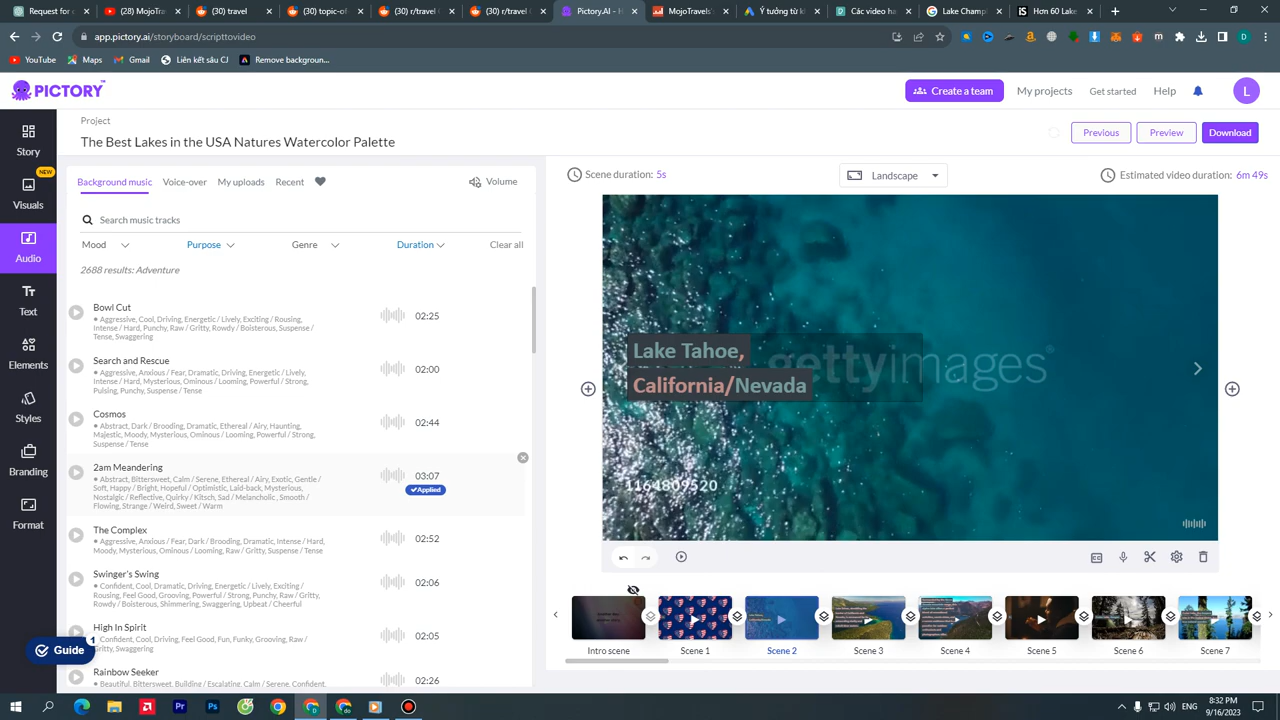 Request for c
(9) USA travel
(30) topic-of
(30) r/travel
(30) r/travel
Pictory.AI - H
MojoTravels'
Ý tưởng từ k
Các video hà
Lake Champ
Hơn 60 Lake
app.pictory.ai/storyboard/scripttovideo
YouTube
Maps
Gmail
Liên kết sâu CJ
Remove backgroun...
PICTORY
Create a team
My projects
Get started
Help
L
Project
The Best Lakes in the USA Natures Watercolor Palette
Previous
Preview
Download
Story
NEW
Visuals
Audio
Text
Elements
Styles
Branding
Format
Background music
Voice-over
My uploads
Recent
Volume
Search music tracks
Mood
Purpose
Genre
Duration
Clear all
2688 results: Adventure
Bowl Cut
• Aggressive, Cool, Driving, Energetic / Lively, Exciting / Rousing,
Intense / Hard, Punchy, Raw / Gritty, Rowdy / Boisterous, Suspense /
Tense, Swaggering
02:25
Search and Rescue
• Aggressive, Anxious / Fear, Dramatic, Driving, Energetic / Lively,
Intense / Hard, Mysterious, Ominous / Looming, Powerful / Strong,
Pulsing, Punchy, Suspense / Tense
02:00
Cosmos
• Abstract, Dark / Brooding, Dramatic, Ethereal / Airy, Haunting,
Majestic, Moody, Mysterious, Ominous / Looming, Powerful / Strong,
Suspense / Tense
02:44
2am Meandering
• Abstract, Bittersweet, Calm / Serene, Ethereal / Airy, Exotic, Gentle /
Soft, Happy / Bright, Hopeful / Optimistic, Laid-back, Mysterious,
Nostalgic / Reflective, Quirky / Kitsch, Sad / Melancholic , Smooth /
Flowing, Strange / Weird, Sweet / Warm
03:07
Applied
The Complex
• Aggressive, Anxious / Fear, Dark / Brooding, Dramatic, Intense / Hard,
Moody, Mysterious, Ominous / Looming, Raw / Gritty, Suspense / Tense
02:52
Swinger's Swing
• Confident, Cool, Dramatic, Driving, Energetic / Lively, Exciting /
Rousing, Feel Good, Grooving, Powerful / Strong, Punchy, Raw / Gritty,
Rowdy / Boisterous, Shimmering, Swaggering, Upbeat / Cheerful
02:06
High In Spirit
Confident, Cool, Driving, Feel Good, Fun, Funky, Grooving, Raw /
Gritty, Swaggering
02:05
Rainbow Seeker
• Beautiful, Bittersweet, Building / Escalating, Calm / Serene, Confident,
02:26
1
Guide
Scene duration: 5s
Landscape
Estimated video duration: 6m 49s
Lake Tahoe,
California/Nevada
gettyimages®
1164809520
Intro scene
Scene 1
Scene 2
Scene 3
Scene 4
Scene 5
Scene 6
Scene 7
ENG
8:32 PM
9/16/2023